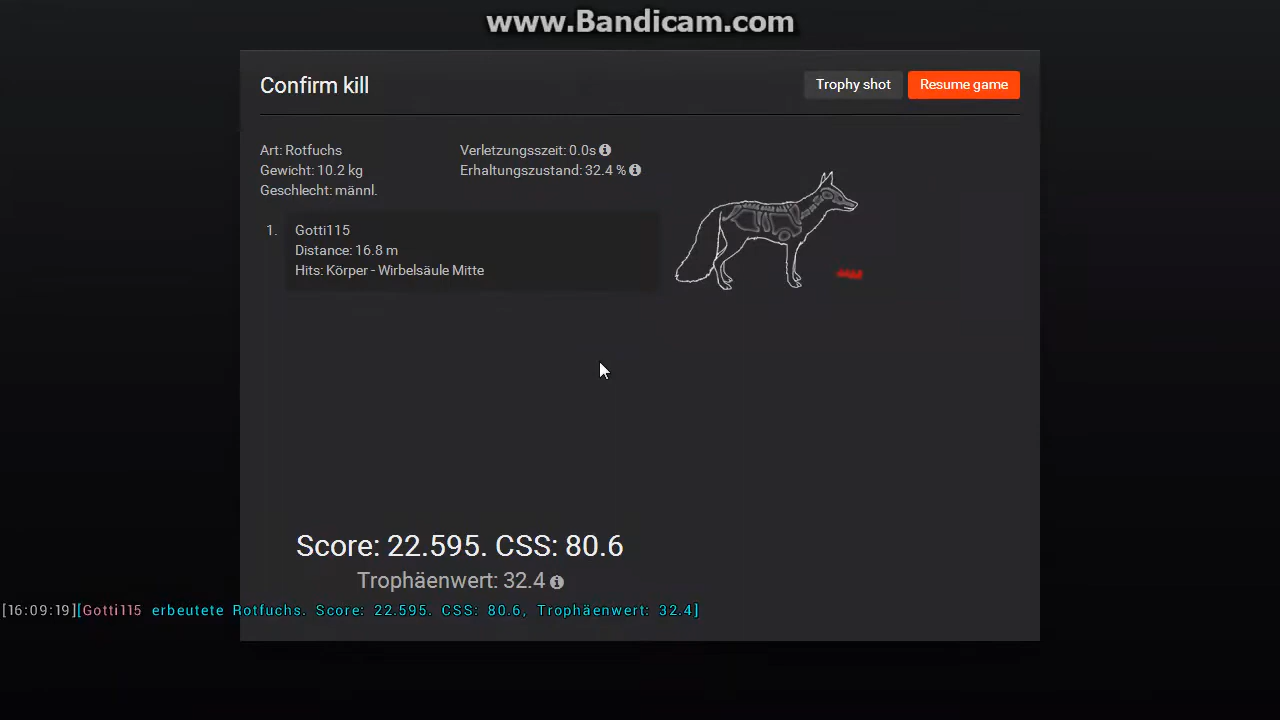 www.Bandicam.com
Confirm kill
Trophy shot
Resume game
Art: Rotfuchs
Gewicht: 10.2 kg
Geschlecht: männl.
Verletzungszeit: 0.0s
Erhaltungszustand: 32.4 %
1. Gotti115
Distance: 16.8 m
Hits: Körper - Wirbelsäule Mitte
Score: 22.595. CSS: 80.6
Trophäenwert: 32.4
[16:09:19][Gotti115 erbeutete Rotfuchs. Score: 22.595. CSS: 80.6, Trophäenwert: 32.4]